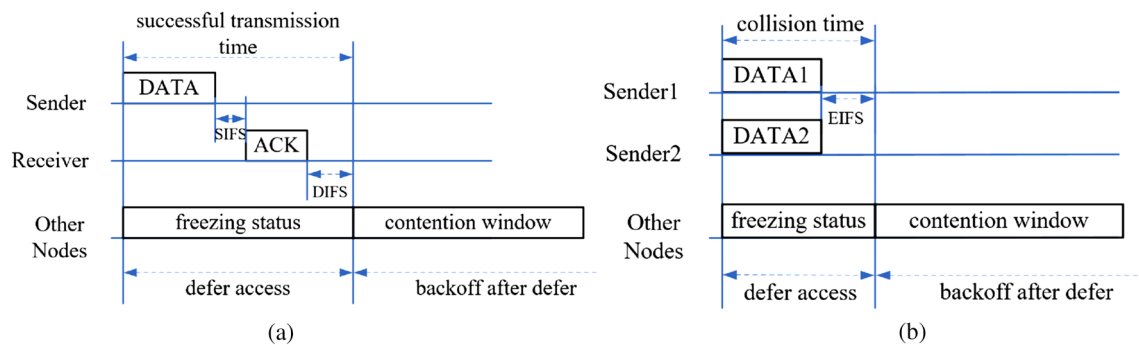 successful transmission
time
DATA
Sender
SIFS
ACK
Receiver
DIFS
Other
Nodes
freezing status
contention window
defer access
backoff after defer
(a)
collision time
DATA1
Sender1
EIFS
DATA2
Sender2
Other
Nodes
freezing status
contention window
defer access
backoff after defer
(b)